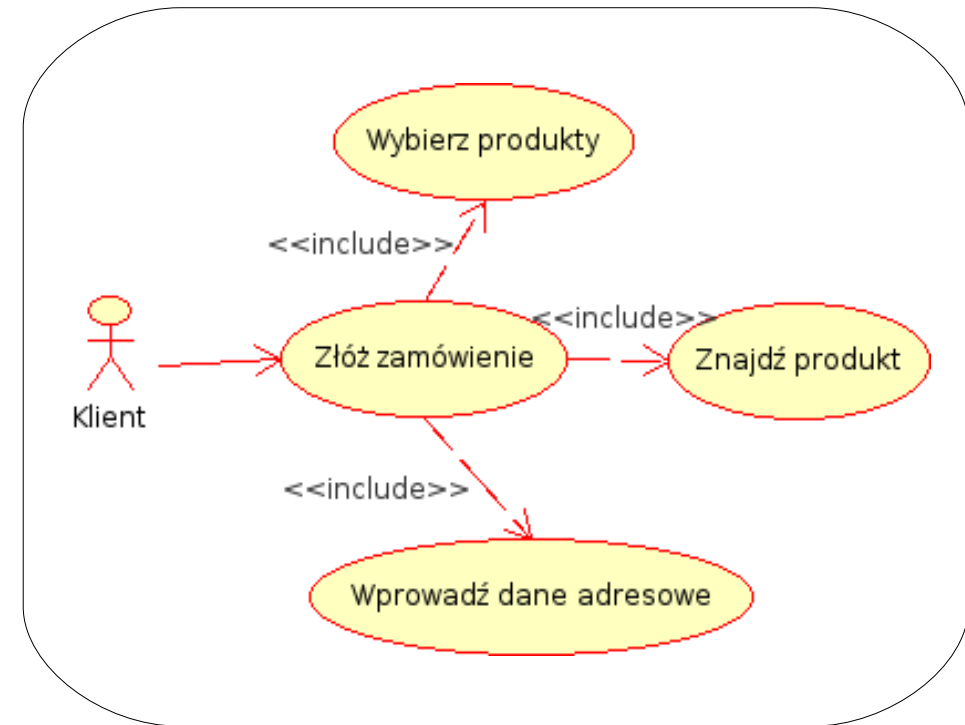 Wybierz produkty
<<include>>
<<include>>
Złóż zamówienie
Znajdź produkt
Klient
<<include>>
Wprowadź dane adresowe